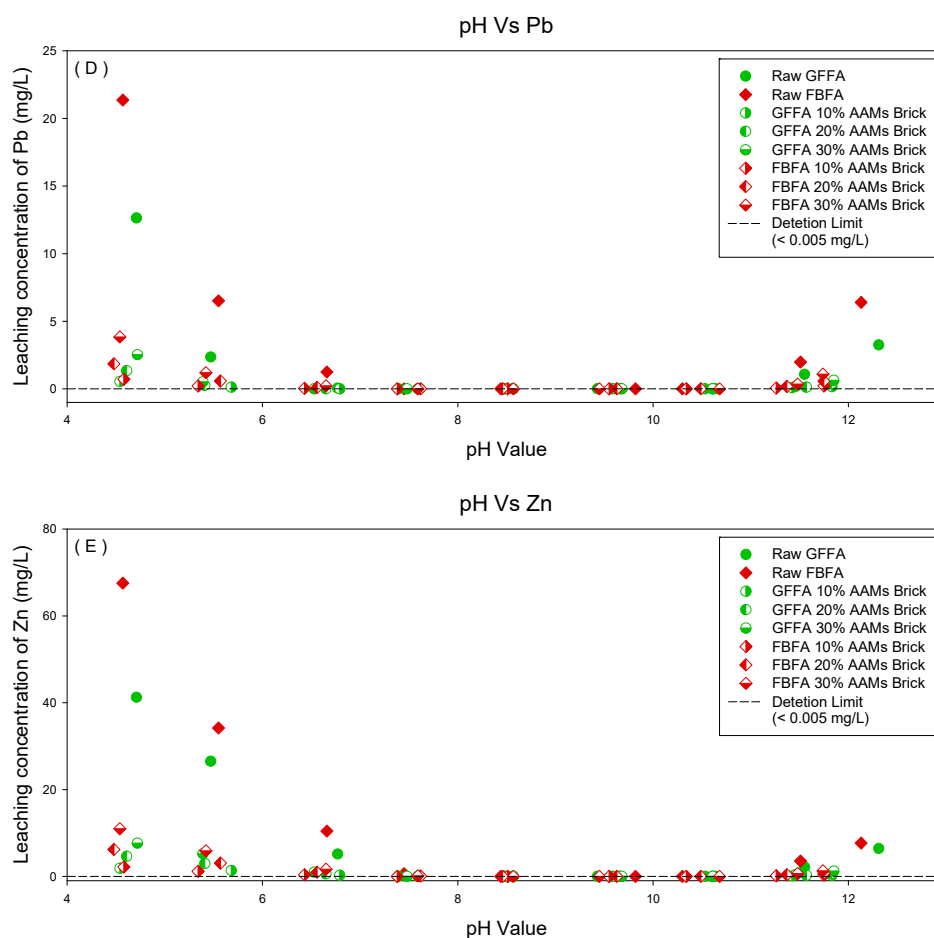 pH Vs Pb
( D )
25
20
15
10
5
0
Leaching concentration of Pb (mg/L)
Raw GFFA
Raw FBFA
GFFA 10% AAMs Brick
GFFA 20% AAMs Brick
GFFA 30% AAMs Brick
FBFA 10% AAMs Brick
FBFA 20% AAMs Brick
FBFA 30% AAMs Brick
Detetion Limit
(< 0.005 mg/L)
4 6 8 10 12
pH Value
pH Vs Zn
( E )
80
60
40
20
0
Leaching concentration of Zn (mg/L)
Raw GFFA
Raw FBFA
GFFA 10% AAMs Brick
GFFA 20% AAMs Brick
GFFA 30% AAMs Brick
FBFA 10% AAMs Brick
FBFA 20% AAMs Brick
FBFA 30% AAMs Brick
Detetion Limit
(< 0.005 mg/L)
4 6 8 10 12
pH Value